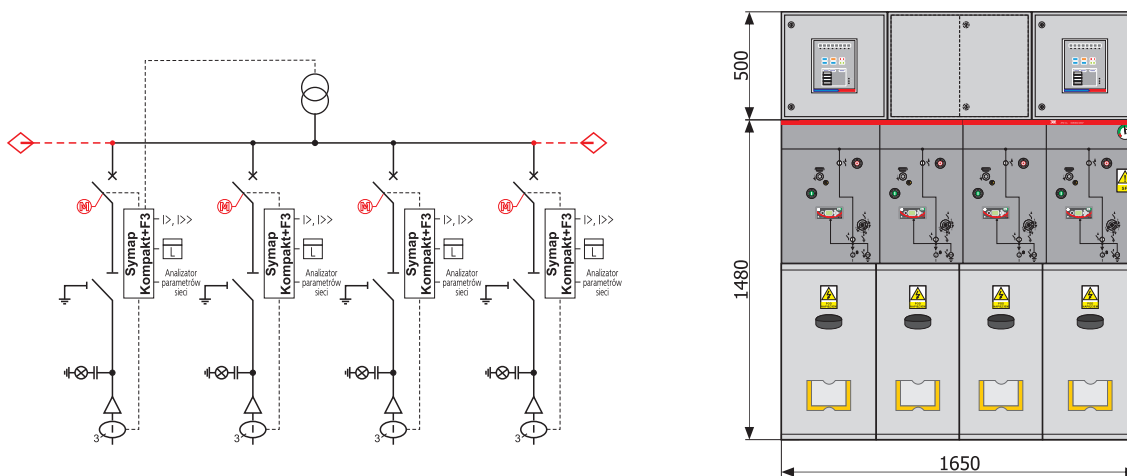 M
Symap
Kompakt+F3
I>, I>>
L
Analizator
parametrów
sieci
3
M
Symap
Kompakt+F3
I>, I>>
L
Analizator
parametrów
sieci
3
M
Symap
Kompakt+F3
I>, I>>
L
Analizator
parametrów
sieci
3
M
Symap
Kompakt+F3
I>, I>>
L
Analizator
parametrów
sieci
3
500
1480
1650